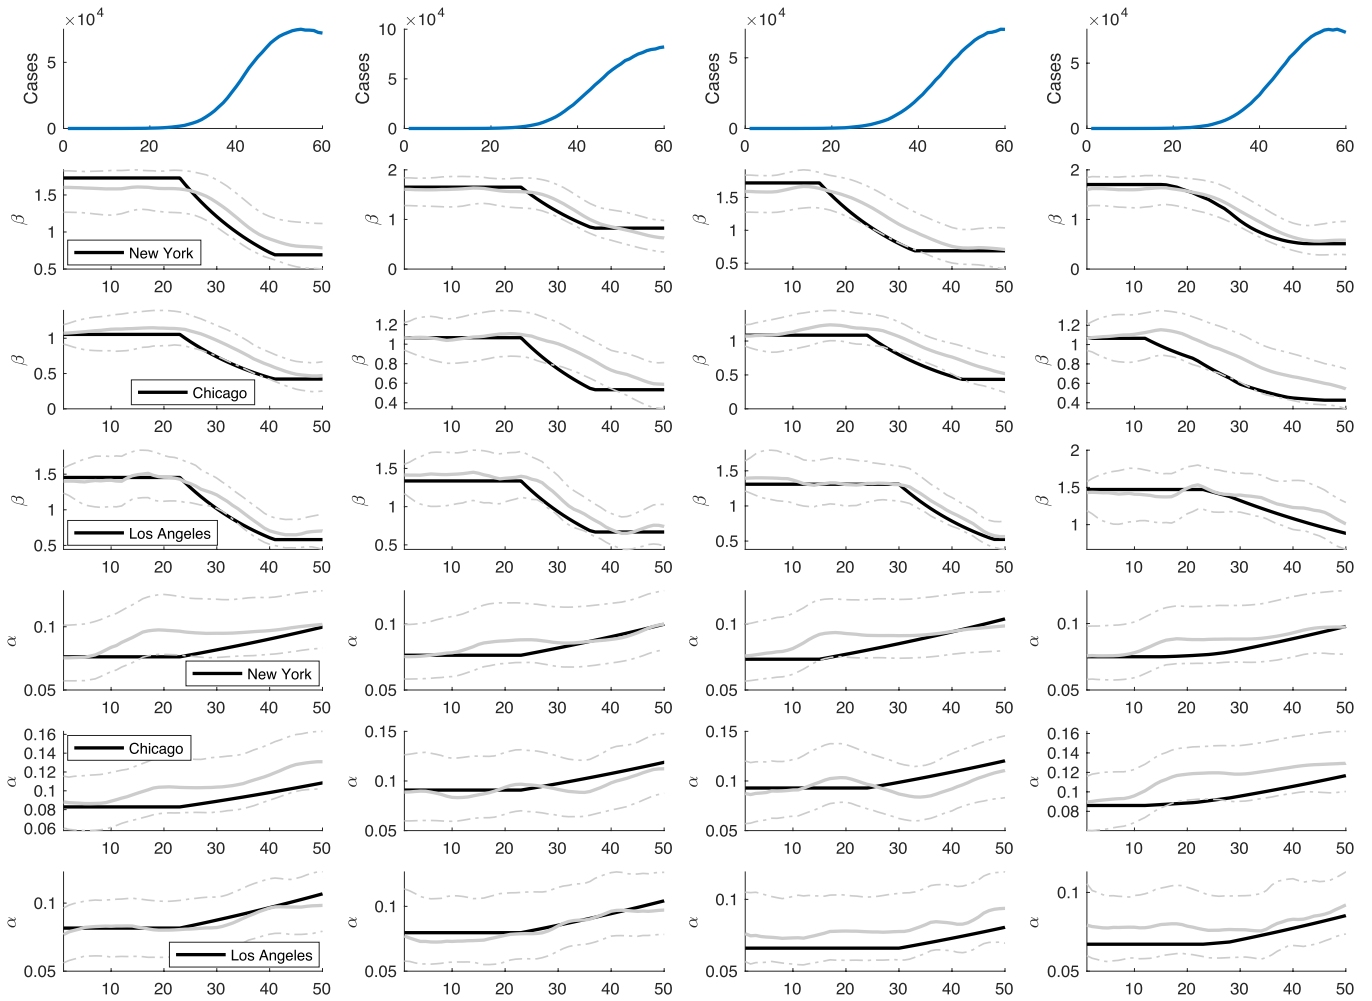 ×10⁴ ×10⁴ ×10⁴ ×10⁴
Cases 5 0 Cases 10 5 0 Cases 5 0 Cases 5 0
0 20 40 60 0 20 40 60 0 20 40 60 0 20 40 60
β 1.5 1 0.5 New York β 2 1 0 β 1.5 1 0.5 β 2 1 0
10 20 30 40 50 10 20 30 40 50 10 20 30 40 50 10 20 30 40 50
β 1 0.5 0 Chicago β 1.2 1 0.8 0.6 0.4 β 1 0.5 0 β 1.2 1 0.8 0.6 0.4
10 20 30 40 50 10 20 30 40 50 10 20 30 40 50 10 20 30 40 50
β 1.5 1 0.5 Los Angeles β 1.5 1 0.5 β 1.5 1 0.5 β 2 1.5 1
10 20 30 40 50 10 20 30 40 50 10 20 30 40 50 10 20 30 40 50
α 0.1 0.05 New York α 0.1 0.05 α 0.1 0.05 α 0.1 0.05
10 20 30 40 50 10 20 30 40 50 10 20 30 40 50 10 20 30 40 50
α 0.16 0.14 0.12 0.1 0.08 0.06 Chicago α 0.15 0.1 0.05 α 0.15 0.1 0.05 α 0.16 0.14 0.12 0.1 0.08
10 20 30 40 50 10 20 30 40 50 10 20 30 40 50 10 20 30 40 50
α 0.1 0.05 Los Angeles α 0.1 0.05 α 0.1 0.05 α 0.1 0.05
10 20 30 40 50 10 20 30 40 50 10 20 30 40 50 10 20 30 40 50